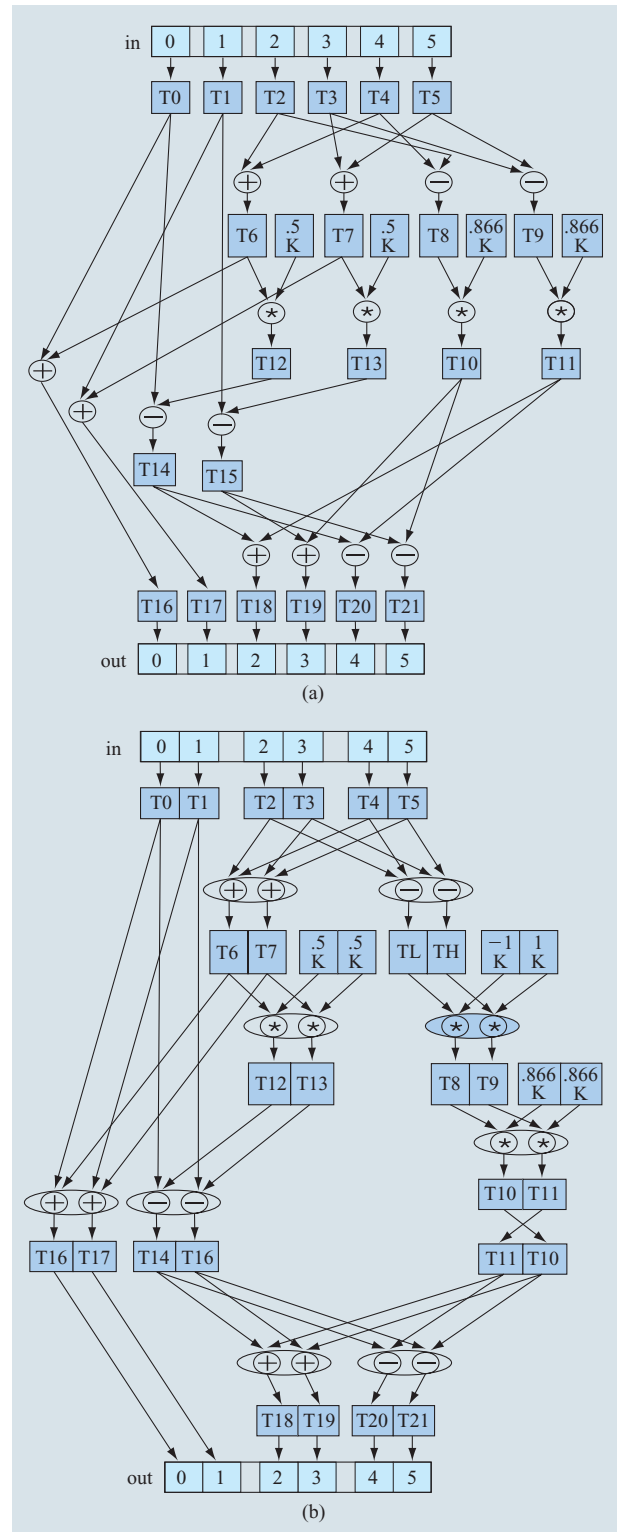 in 0 1 2 3 4 5
T0 T1 T2 T3 T4 T5
+ + − −
T6 .5 K T7 .5 K T8 .866 K T9 .866 K
* * * *
T12 T13 T10 T11
+ + − −
T14 T15
+ + − −
T16 T17 T18 T19 T20 T21
out 0 1 2 3 4 5
(a)
in 0 1 2 3 4 5
T0 T1 T2 T3 T4 T5
+ + − −
T6 T7 .5 K .5 K TL TH −1 K 1 K
* * * *
T12 T13 T8 T9 .866 K .866 K
* *
T10 T11
+ + − −
T16 T17 T14 T16 T11 T10
+ + − −
T18 T19 T20 T21
out 0 1 2 3 4 5
(b)